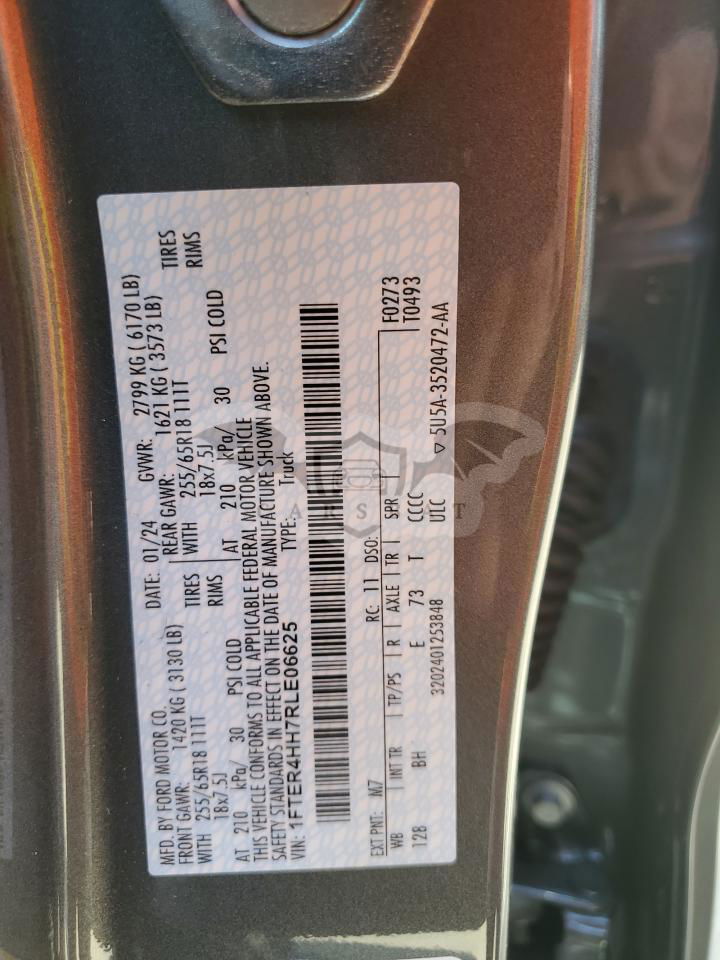 MFD. BY FORD MOTOR CO.
DATE: 01/24 GVWR: 2799 KG ( 6170 LB)
FRONT GAWR: 1420 KG ( 3130 LB) REAR GAWR: 1621 KG ( 3573 LB)
WITH 255/65R18 111T TIRES WITH 255/65R18 111T TIRES
18x7.5J RIMS 18x7.5J RIMS
AT 210 kPa/ 30 PSI COLD AT 210 kPa/ 30 PSI COLD
THIS VEHICLE CONFORMS TO ALL APPLICABLE FEDERAL MOTOR VEHICLE
SAFETY STANDARDS IN EFFECT ON THE DATE OF MANUFACTURE SHOWN ABOVE.
VIN: 1FTER4HH7RLE06625 TYPE: Truck
EXT PNT: M7 RC: 11 DSO: F0273
WB INT TR TP/PS R AXLE TR SPR T0493
128 BH E 73 T CCCC
3202401253848 UTC ▽ 5U5A-3520472-AA